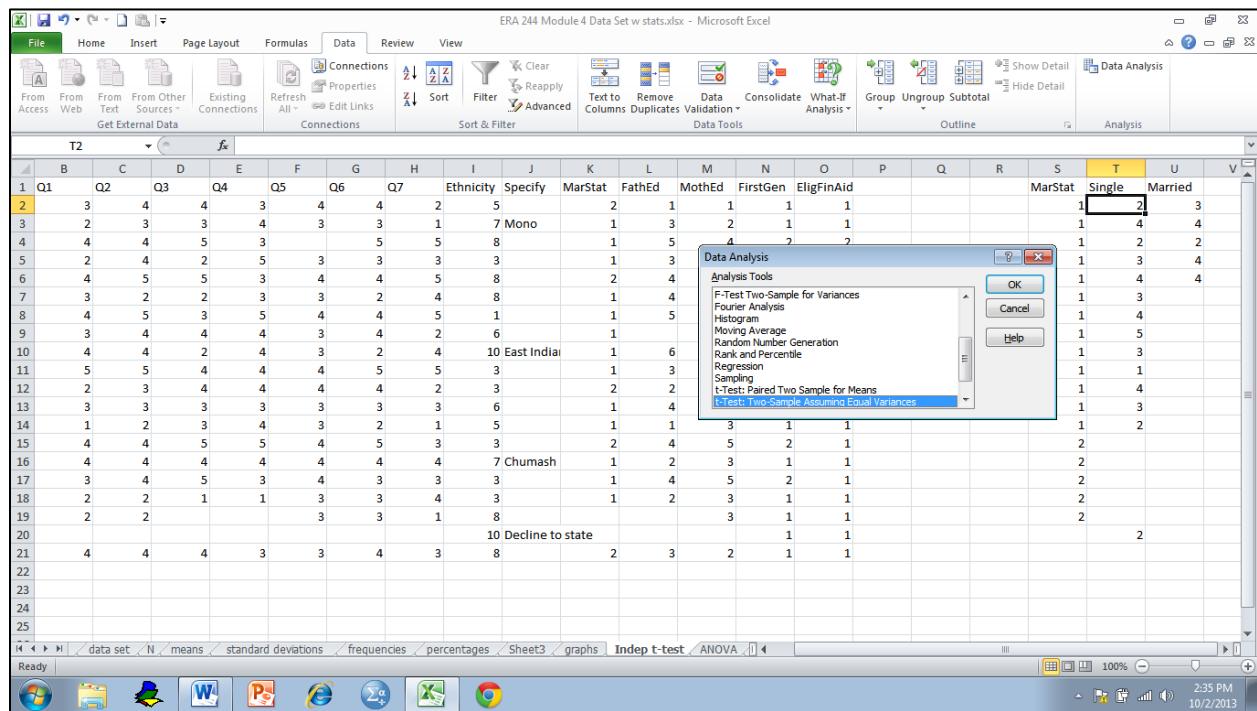 ERA 244 Module 4 Data Set w stats.xlsx - Microsoft Excel
File Home Insert Page Layout Formulas Data Review View
From Access
From Web
From Text
From Other Sources
Existing Connections
Get External Data
Refresh All
Connections
Properties
Edit Links
Connections
Sort
Filter
Clear
Reapply
Advanced
Sort & Filter
Text to Columns
Remove Duplicates
Data Validation
Consolidate
What-If Analysis
Data Tools
Group
Ungroup
Subtotal
Show Detail
Hide Detail
Outline
Data Analysis
Analysis
T2 fx
B C D E F G H I J K L M N O P Q R S T U V
1 Q1 Q2 Q3 Q4 Q5 Q6 Q7 Ethnicity Specify MarStat FathEd MothEd FirstGen EligFinAid MarStat Single Married
2 3 4 4 3 4 4 2 5 2 1 1 1 1 1 2 3
3 2 3 3 4 3 3 1 7 Mono 1 3 2 1 1 1 4 4
4 4 4 5 3 5 5 8 1 5 4 2 2 1 2 2
5 2 4 2 5 3 3 3 3 1 3 1 3 4
6 4 5 5 3 4 4 5 8 2 4 1 4 4
7 3 2 2 3 3 2 4 8 1 4 1 3
8 4 5 3 5 4 4 5 1 1 5 1 4
9 3 4 4 4 3 4 2 6 1 1 5
10 4 4 2 4 3 2 4 10 East Indian 1 6 1 3
11 5 5 4 4 4 5 5 3 1 3 1 1
12 2 3 4 4 4 4 2 3 2 2 1 4
13 3 3 3 3 3 3 3 6 1 4 1 3
14 1 2 3 4 3 2 1 5 1 1 3 1 1 1 2
15 4 4 5 5 4 5 3 3 2 4 5 2 1 2
16 4 4 4 4 4 4 4 7 Chumash 1 2 3 1 1 2
17 3 4 5 3 4 3 3 3 1 4 5 2 1 2
18 2 2 1 1 3 3 4 3 1 2 3 1 1 2
19 2 2 3 3 1 8 3 1 1 2
20 10 Decline to state 1 1 2
21 4 4 4 3 3 4 3 8 2 3 2 1 1
22
23
24
25
Data Analysis
Analysis Tools
F-Test Two-Sample for Variances
Fourier Analysis
Histogram
Moving Average
Random Number Generation
Rank and Percentile
Regression
Sampling
t-Test: Paired Two Sample for Means
t-Test: Two-Sample Assuming Equal Variances
OK
Cancel
Help
data set N means standard deviations frequencies percentages Sheet3 graphs Indep t-test ANOVA
Ready 100%
2:35 PM
10/2/2013